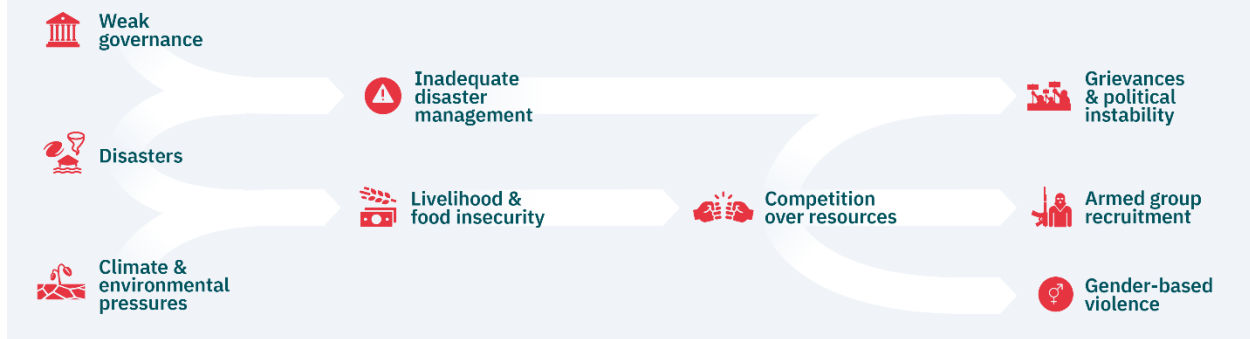 Weak
governance
Inadequate
disaster
management
Grievances
& political
instability
Disasters
Livelihood &
food insecurity
Competition
over resources
Armed group
recruitment
Climate &
environmental
pressures
Gender-based
violence